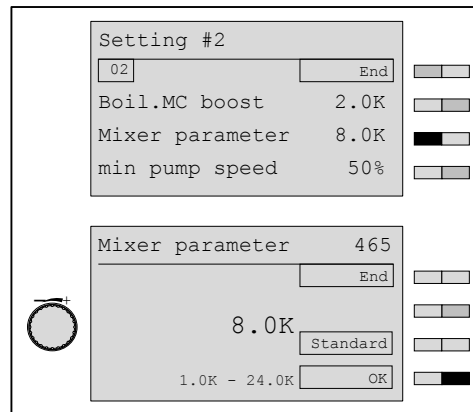 Setting #2
02 End
Boil.MC boost 2.0K
Mixer parameter 8.0K
min pump speed 50%
Mixer parameter 465
End
8.0K
Standard
1.0K - 24.0K OK
+